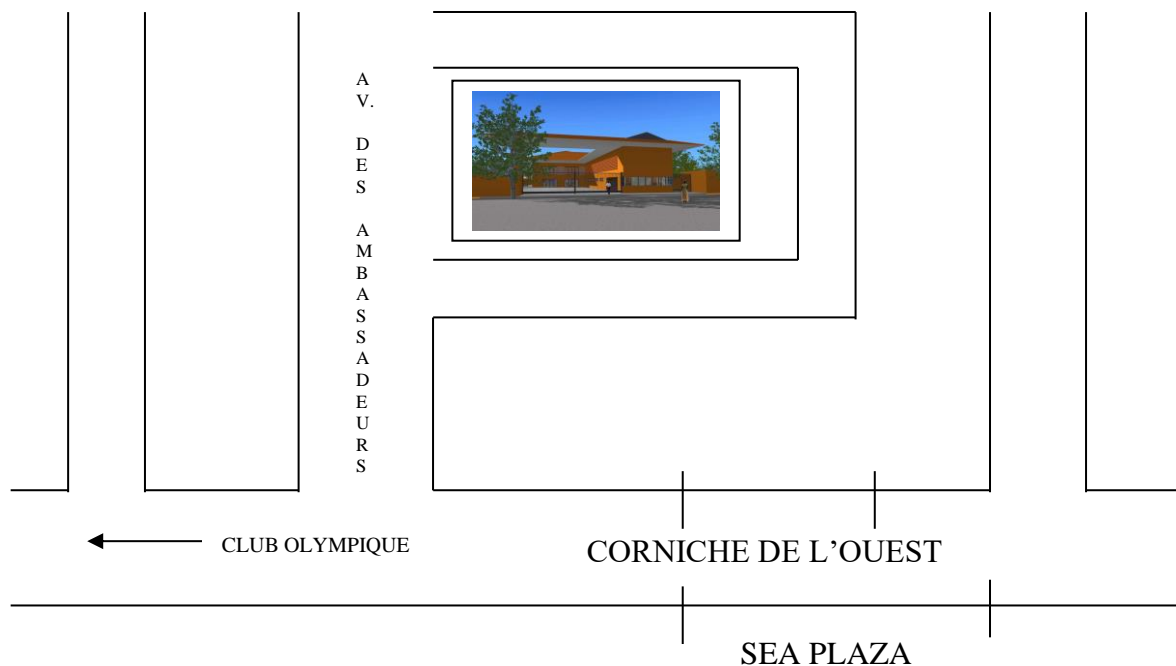 AV. DES AMBASSADEURS
CLUB OLYMPIQUE
CORNICHE DE L’OUEST
SEA PLAZA